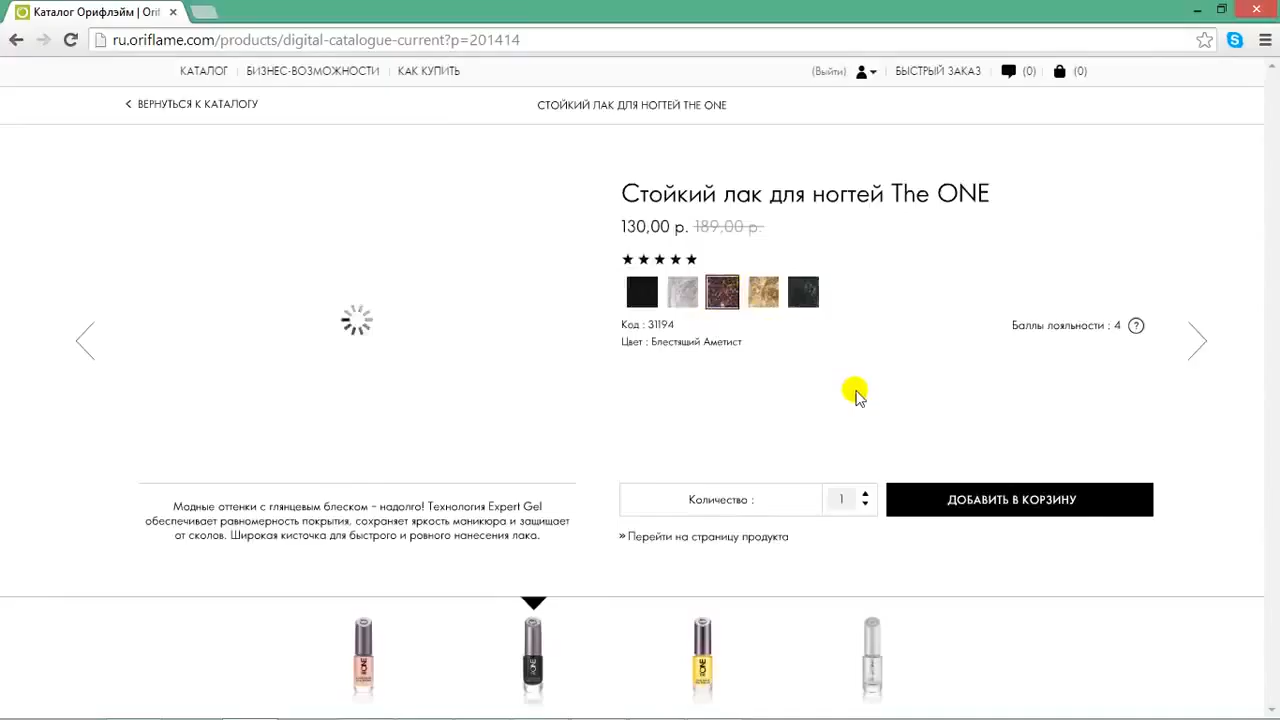 Каталог Орифлэйм | Orif
ru.oriflame.com/products/digital-catalogue-current?p=201414
КАТАЛОГ | БИЗНЕС-ВОЗМОЖНОСТИ | КАК КУПИТЬ
(Выйти) | БЫСТРЫЙ ЗАКАЗ (0) | (0)
< ВЕРНУТЬСЯ К КАТАЛОГУ
СТОЙКИЙ ЛАК ДЛЯ НОГТЕЙ THE ONE
Стойкий лак для ногтей The ONE
130,00 р. 189,00 р.
Код : 31194
Баллы лояльности : 4 ?
Цвет : Блестящий Аметист
Количество : 1
ДОБАВИТЬ В КОРЗИНУ
Модные оттенки с глянцевым блеском – надолго! Технология Expert Gel
обеспечивает равномерность покрытия, сохраняет яркость маникюра и защищает
от сколов. Широкая кисточка для быстрого и ровного нанесения лака.
» Перейти на страницу продукта